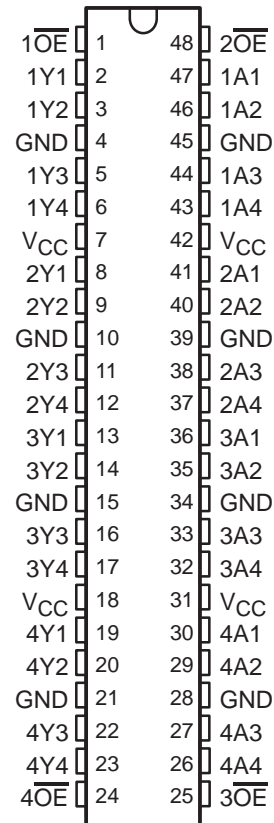 1O̅E̅ 1 48 2O̅E̅
1Y1 2 47 1A1
1Y2 3 46 1A2
GND 4 45 GND
1Y3 5 44 1A3
1Y4 6 43 1A4
VCC 7 42 VCC
2Y1 8 41 2A1
2Y2 9 40 2A2
GND 10 39 GND
2Y3 11 38 2A3
2Y4 12 37 2A4
3Y1 13 36 3A1
3Y2 14 35 3A2
GND 15 34 GND
3Y3 16 33 3A3
3Y4 17 32 3A4
VCC 18 31 VCC
4Y1 19 30 4A1
4Y2 20 29 4A2
GND 21 28 GND
4Y3 22 27 4A3
4Y4 23 26 4A4
4O̅E̅ 24 25 3O̅E̅